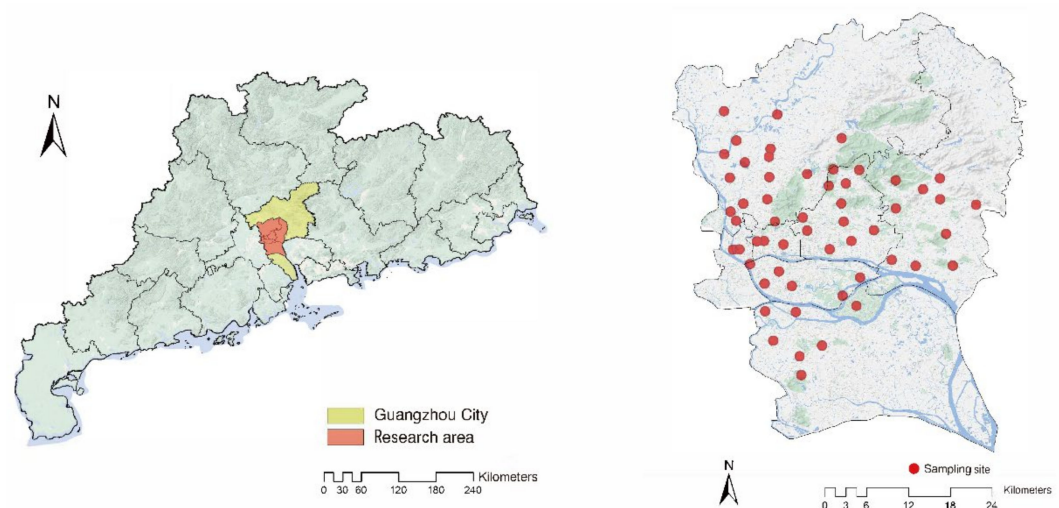 N
Guangzhou City
Research area
Kilometers
0 30 60 120 180 240
Sampling site
N
Kilometers
0 3 6 12 18 24